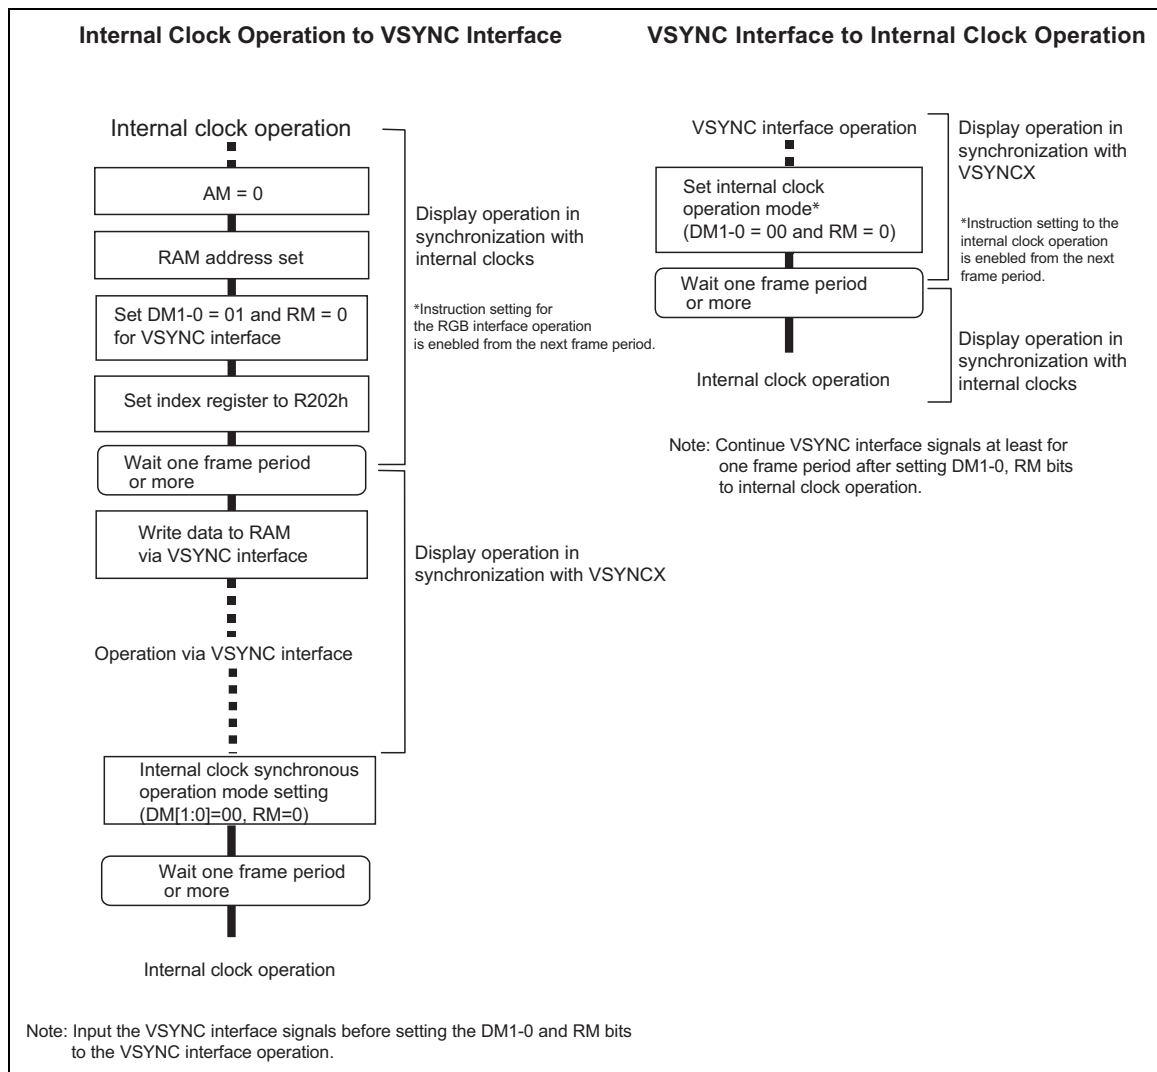 Internal Clock Operation to VSYNC Interface
Internal clock operation
AM = 0
RAM address set
Set DM1-0 = 01 and RM = 0
for VSYNC interface
Set index register to R202h
Wait one frame period
or more
Write data to RAM
via VSYNC interface
Operation via VSYNC interface
Internal clock synchronous
operation mode setting
(DM[1:0]=00, RM=0)
Wait one frame period
or more
Internal clock operation
Display operation in
synchronization with
internal clocks
*Instruction setting for
the RGB interface operation
is enebled from the next frame period.
Display operation in
synchronization with VSYNCX
Note: Input the VSYNC interface signals before setting the DM1-0 and RM bits
to the VSYNC interface operation.
VSYNC Interface to Internal Clock Operation
VSYNC interface operation
Set internal clock
operation mode*
(DM1-0 = 00 and RM = 0)
Wait one frame period
or more
Internal clock operation
Display operation in
synchronization with
VSYNCX
*Instruction setting to the
internal clock operation
is enebled from the next
frame period.
Display operation in
synchronization with
internal clocks
Note: Continue VSYNC interface signals at least for
one frame period after setting DM1-0, RM bits
to internal clock operation.